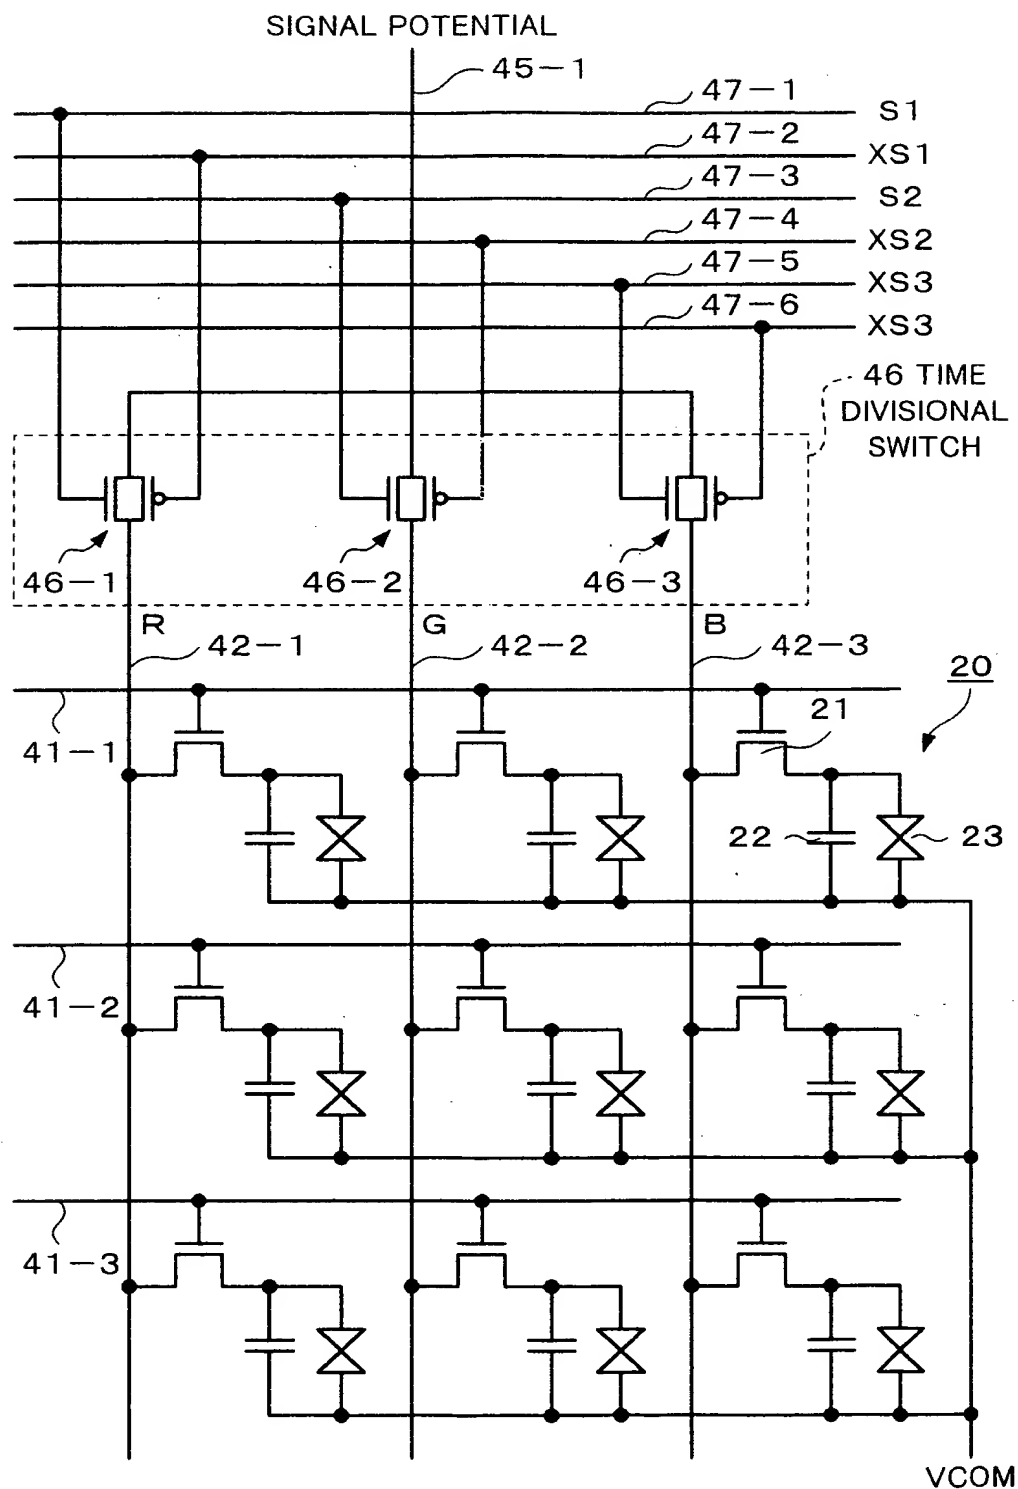 SIGNAL POTENTIAL
45-1
47-1 S1
47-2 XS1
47-3 S2
47-4 XS2
47-5 XS3
47-6 XS3
46 TIME
DIVISIONAL
SWITCH
46-1 46-2 46-3
R G B
42-1 42-2 42-3
20
41-1 21
22 23
41-2
41-3
VCOM